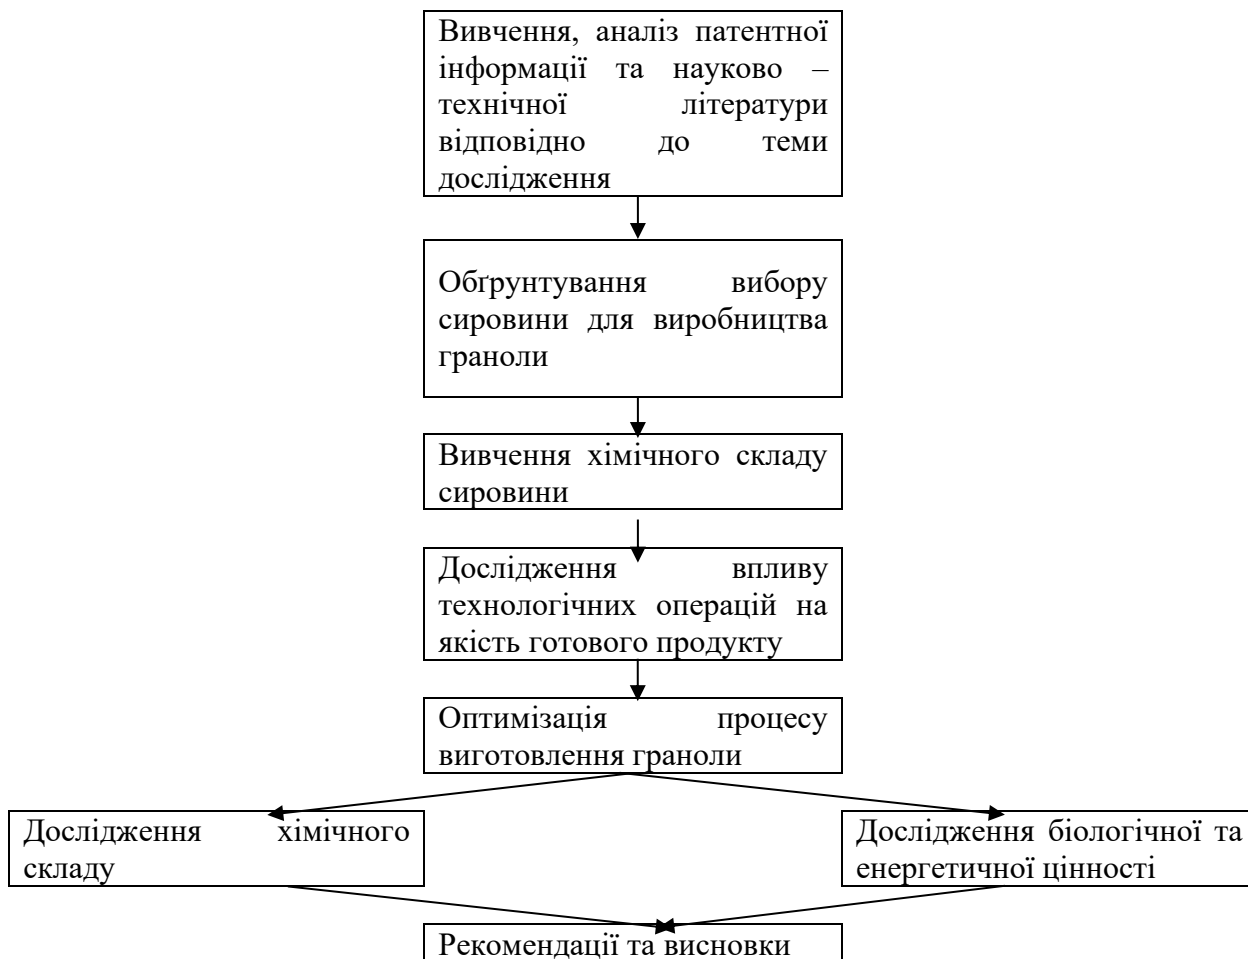 Вивчення, аналіз патентної
інформації та науково –
технічної літератури
відповідно до теми
дослідження
Обґрунтування вибору
сировини для виробництва
граноли
Вивчення хімічного складу
сировини
Дослідження впливу
технологічних операцій на
якість готового продукту
Оптимізація процесу
виготовлення граноли
Дослідження хімічного
складу
Дослідження біологічної та
енергетичної цінності
Рекомендації та висновки